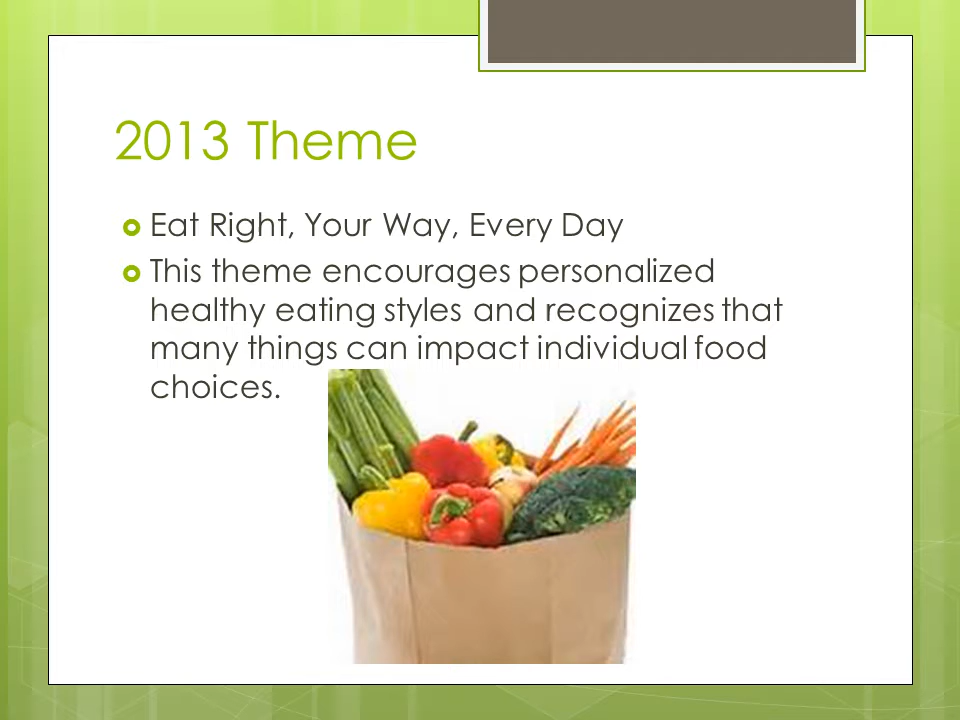 2013 Theme
Eat Right, Your Way, Every Day
This theme encourages personalized
healthy eating styles and recognizes that
many things can impact individual food
choices.